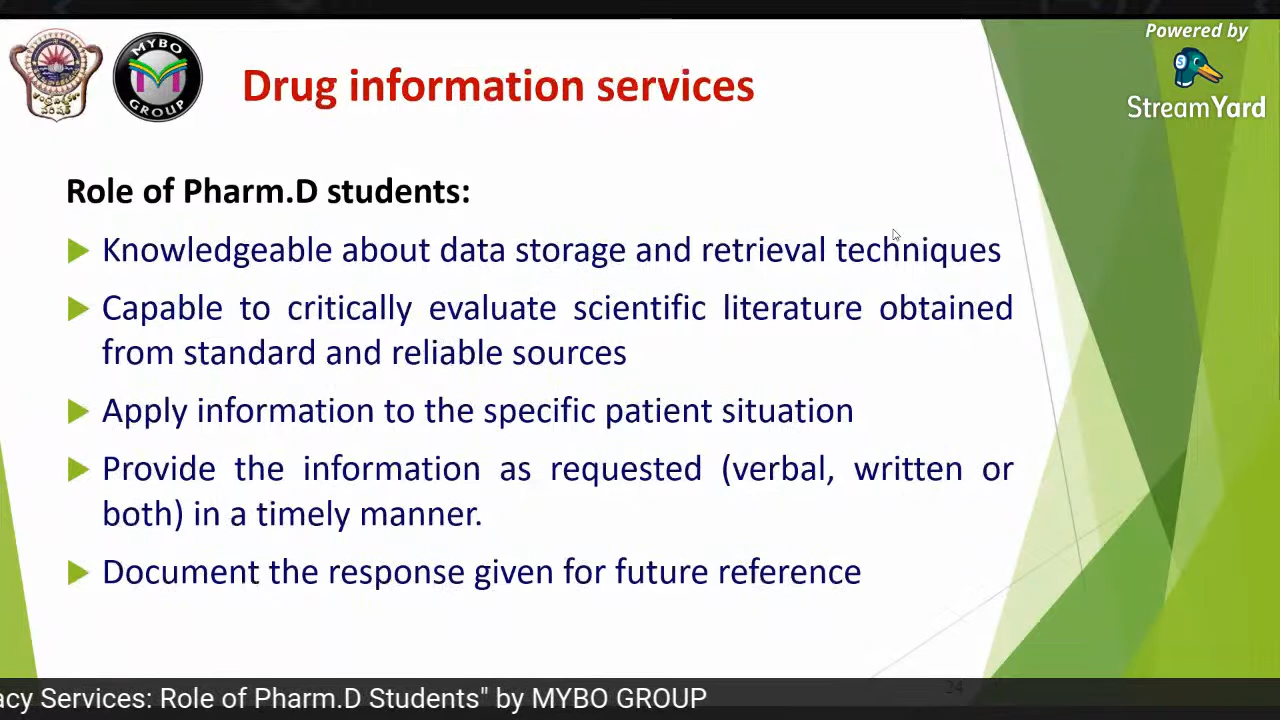 Powered by
StreamYard
MYBO
GROUP
Drug information services
Role of Pharm.D students:
Knowledgeable about data storage and retrieval techniques
Capable to critically evaluate scientific literature obtained
from standard and reliable sources
Apply information to the specific patient situation
Provide the information as requested (verbal, written or
both) in a timely manner.
Document the response given for future reference
24
acy Services: Role of Pharm.D Students" by MYBO GROUP